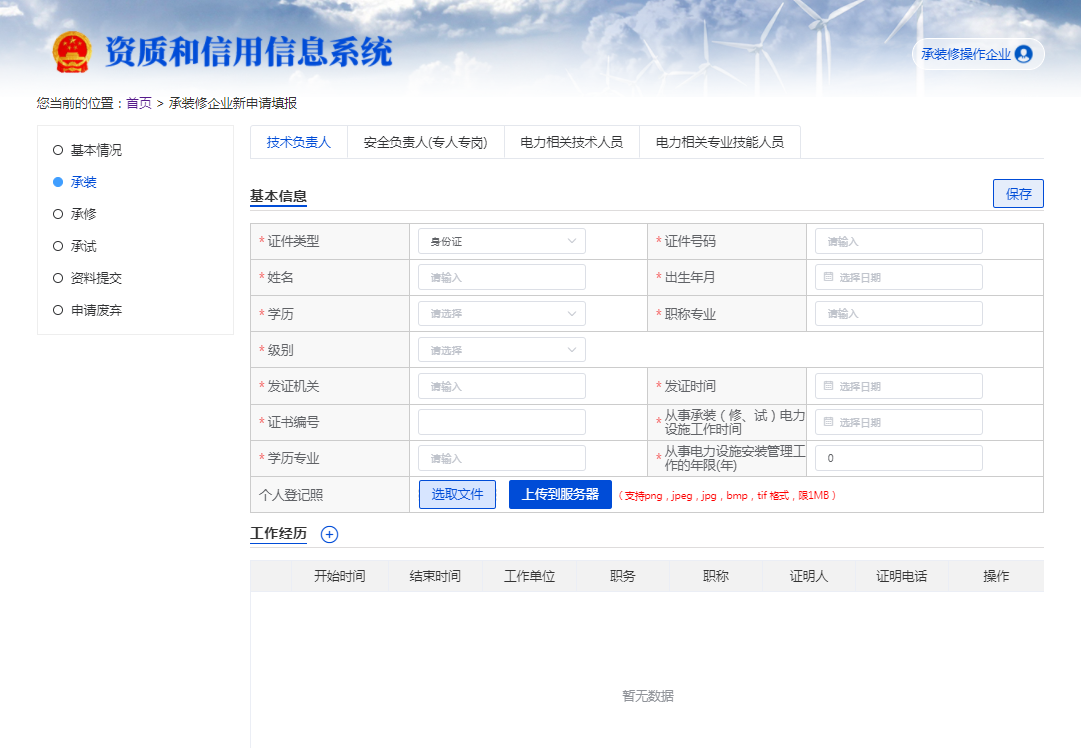 资质和信用信息系统
承装修操作企业
您当前的位置：首页 > 承装修企业新申请填报
基本情况
承装
承修
承试
资料提交
申请废弃
技术负责人 安全负责人(专人专岗) 电力相关技术人员 电力相关专业技能人员
基本信息 保存
*证件类型 身份证 *证件号码 请输入
*姓名 请输入 *出生年月 选择日期
*学历 请选择 *职称专业 请输入
*级别 请选择
*发证机关 请输入 *发证时间 选择日期
*证书编号 *从事承装（修、试）电力
设施工作时间 选择日期
*学历专业 请输入 *从事电力设施安装管理工
作的年限(年) 0
个人登记照 选取文件 上传到服务器 （支持png，jpeg，jpg，bmp，tif 格式，限1MB）
工作经历
开始时间 结束时间 工作单位 职务 职称 证明人 证明电话 操作
暂无数据